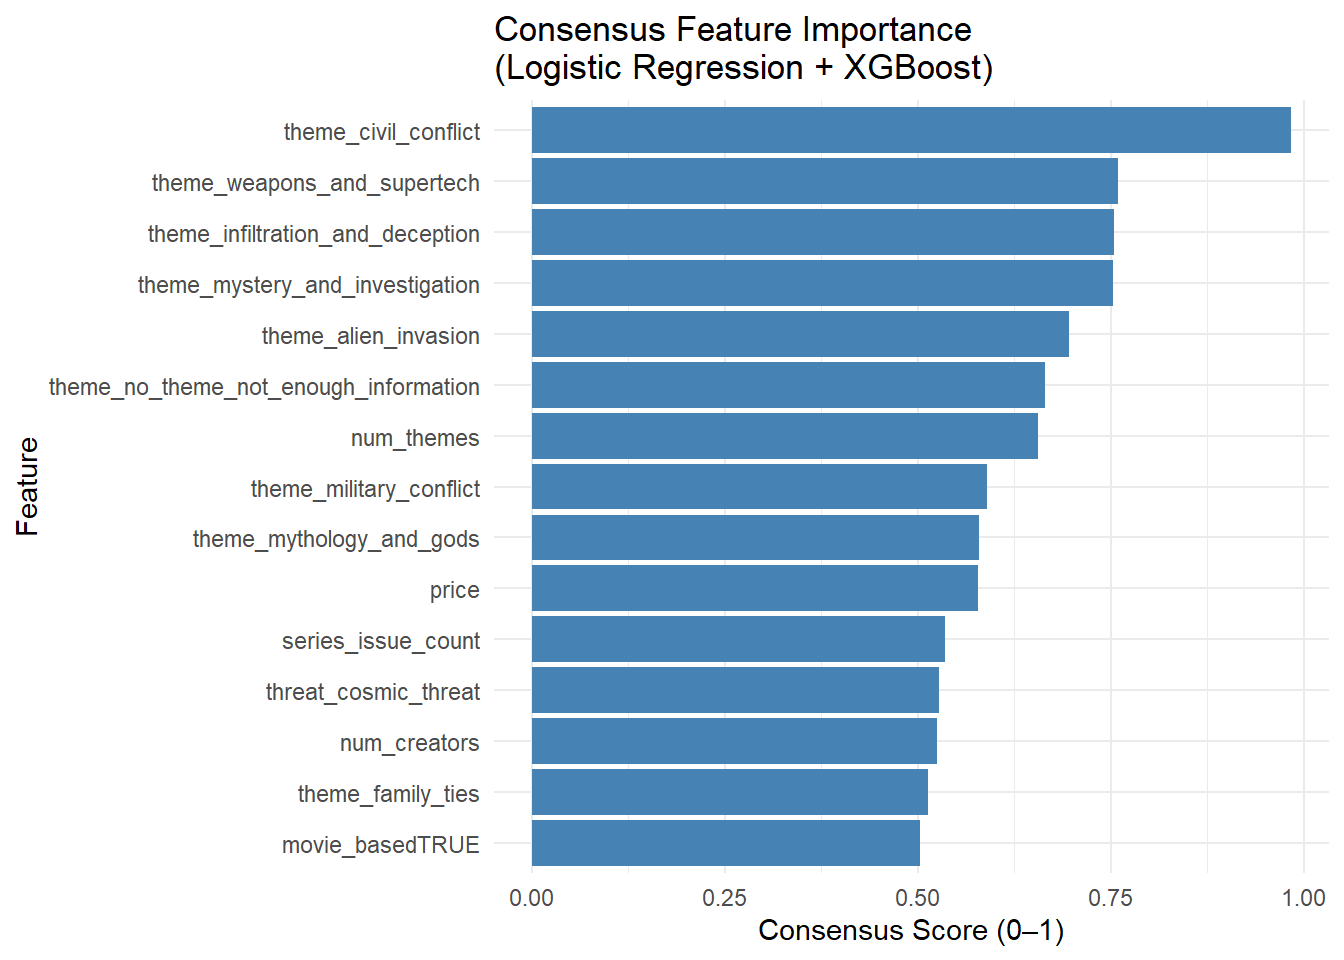 Consensus Feature Importance
(Logistic Regression + XGBoost)
theme_civil_conflict
theme_weapons_and_supertech
theme_infiltration_and_deception
theme_mystery_and_investigation
theme_alien_invasion
theme_no_theme_not_enough_information
num_themes
theme_military_conflict
theme_mythology_and_gods
price
series_issue_count
threat_cosmic_threat
num_creators
theme_family_ties
movie_basedTRUE
Feature
0.00 0.25 0.50 0.75 1.00
Consensus Score (0–1)